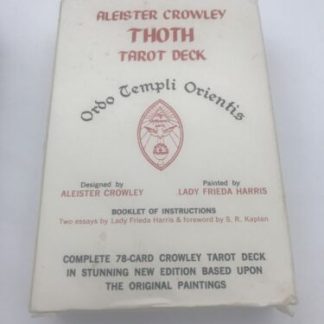 ALEISTER CROWLEY
THOTH
TAROT DECK
Ordo Templi Orientis
Designed by
ALEISTER CROWLEY
Painted by
LADY FRIEDA HARRIS
BOOKLET OF INSTRUCTIONS
Two essays by Lady Frieda Harris & foreword by S. R. Kaplan
COMPLETE 78-CARD CROWLEY TAROT DECK
IN STUNNING NEW EDITION BASED UPON
THE ORIGINAL PAINTINGS